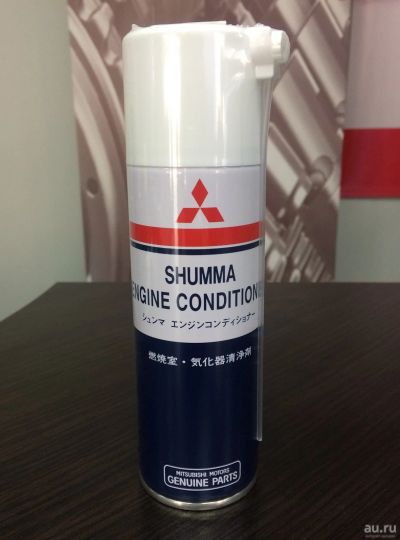 SHUMMA
ENGINE CONDITION
シュンマ エンジンコンディショナー
燃焼室・気化器清浄剤
MITSUBISHI MOTORS
GENUINE PARTS
au.ru